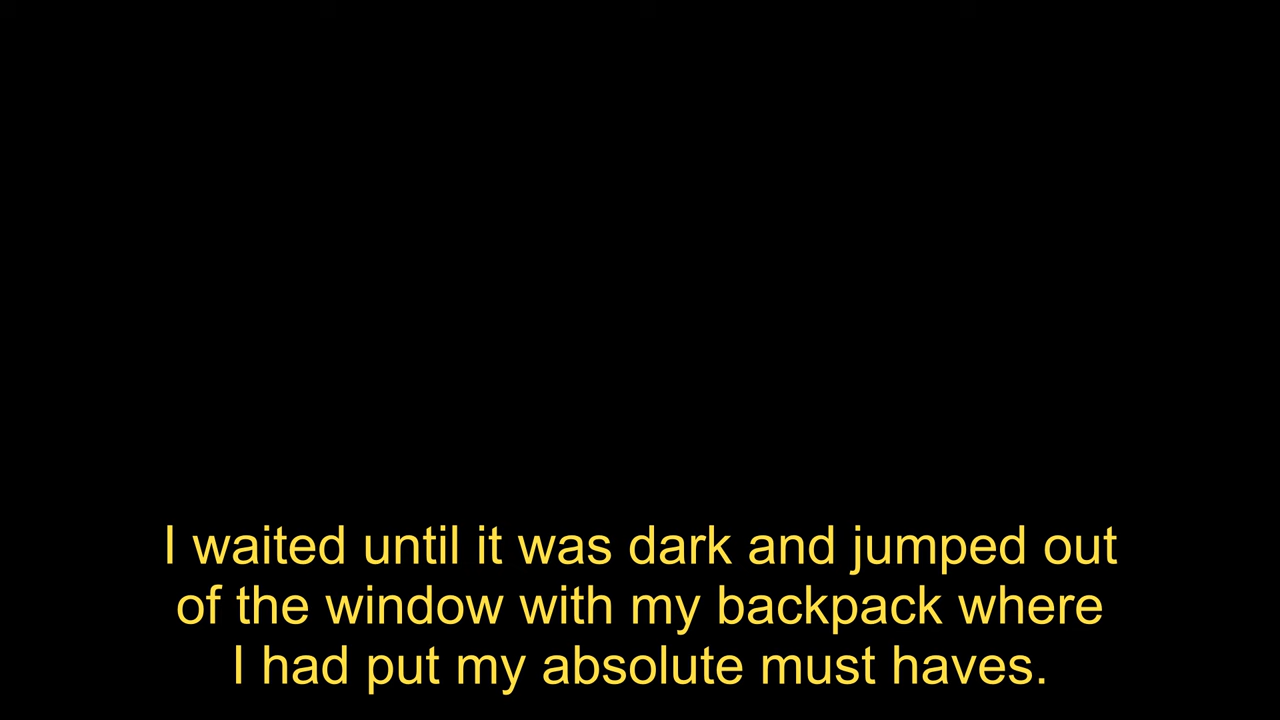 I waited until it was dark and jumped out
of the window with my backpack where
I had put my absolute must haves.